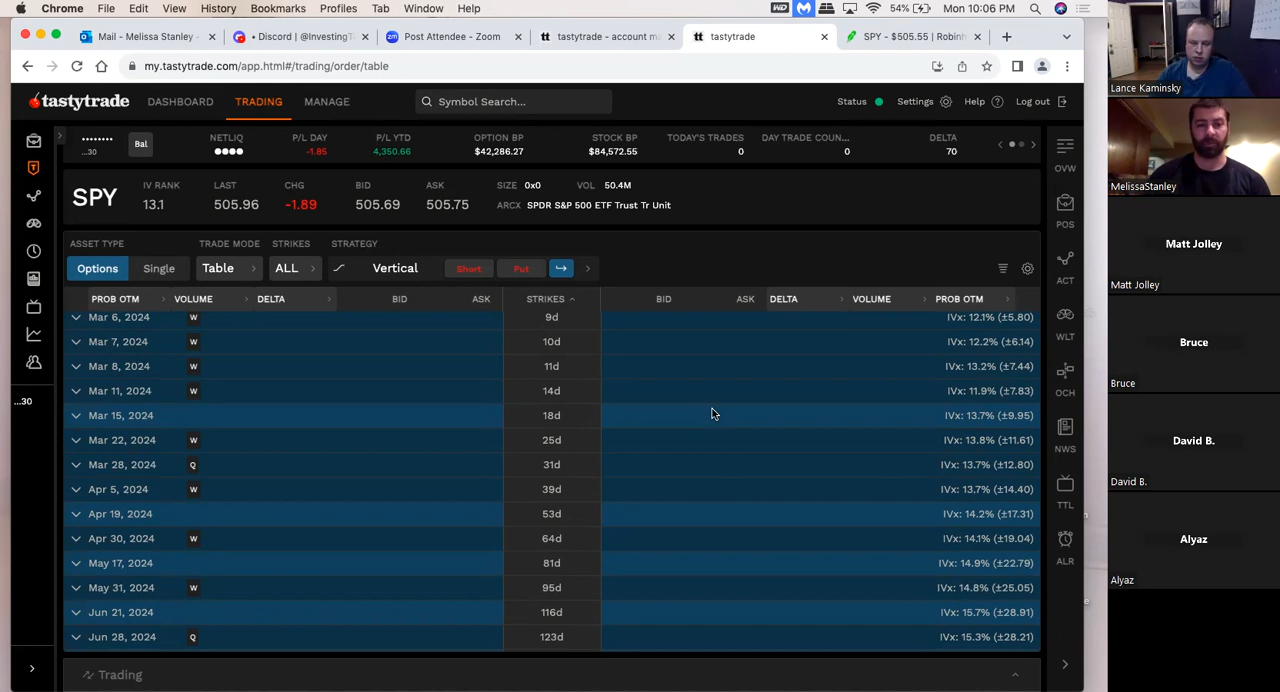 Chrome File Edit View History Bookmarks Profiles Tab Window Help
54% Mon 10:06 PM
Mail - Melissa Stanley
• Discord | @InvestingT
Post Attendee - Zoom
tastytrade - account ma
tastytrade
SPY - $505.55 | Robinh
my.tastytrade.com/app.html#/trading/order/table
tastytrade DASHBOARD TRADING MANAGE Symbol Search... Status Settings Help Log out
•••••••• Bal NETLIQ P/L DAY P/L YTD OPTION BP STOCK BP TODAY'S TRADES DAY TRADE COUN... DELTA
...30 -1.85 4,350.66 $42,286.27 $84,572.55 0 0 70
SPY IV RANK LAST CHG BID ASK SIZE 0x0 VOL 50.4M
13.1 505.96 -1.89 505.69 505.75 ARCX SPDR S&P 500 ETF Trust Tr Unit
ASSET TYPE TRADE MODE STRIKES STRATEGY
Options Single Table ALL Vertical Short Put
PROB OTM VOLUME DELTA BID ASK STRIKES BID ASK DELTA VOLUME PROB OTM
Mar 6, 2024 W 9d IVx: 12.1% (±5.80)
Mar 7, 2024 W 10d IVx: 12.2% (±6.14)
Mar 8, 2024 W 11d IVx: 13.2% (±7.44)
Mar 11, 2024 W 14d IVx: 11.9% (±7.83)
Mar 15, 2024 18d IVx: 13.7% (±9.95)
Mar 22, 2024 W 25d IVx: 13.8% (±11.61)
Mar 28, 2024 Q 31d IVx: 13.7% (±12.80)
Apr 5, 2024 W 39d IVx: 13.7% (±14.40)
Apr 19, 2024 53d IVx: 14.2% (±17.31)
Apr 30, 2024 W 64d IVx: 14.1% (±19.04)
May 17, 2024 81d IVx: 14.9% (±22.79)
May 31, 2024 W 95d IVx: 14.8% (±25.05)
Jun 21, 2024 116d IVx: 15.7% (±28.91)
Jun 28, 2024 Q 123d IVx: 15.3% (±28.21)
Trading
...30
OVW
POS
ACT
WLT
OCH
NWS
TTL
ALR
Lance Kaminsky
MelissaStanley
Matt Jolley
Matt Jolley
Bruce
Bruce
David B.
David B.
Alyaz
Alyaz